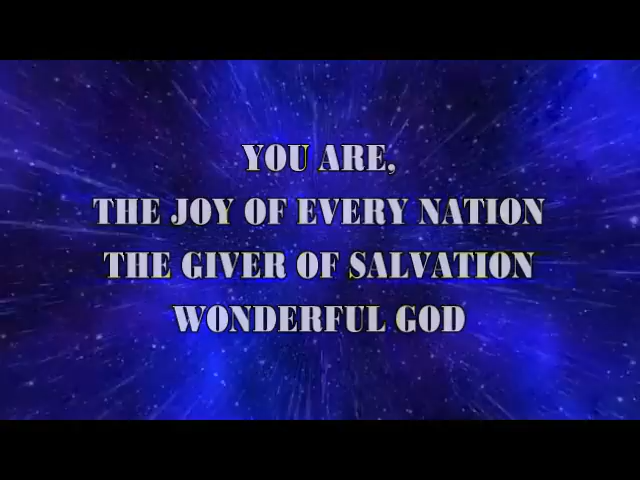 YOU ARE,
THE JOY OF EVERY NATION
THE GIVER OF SALVATION
WONDERFUL GOD